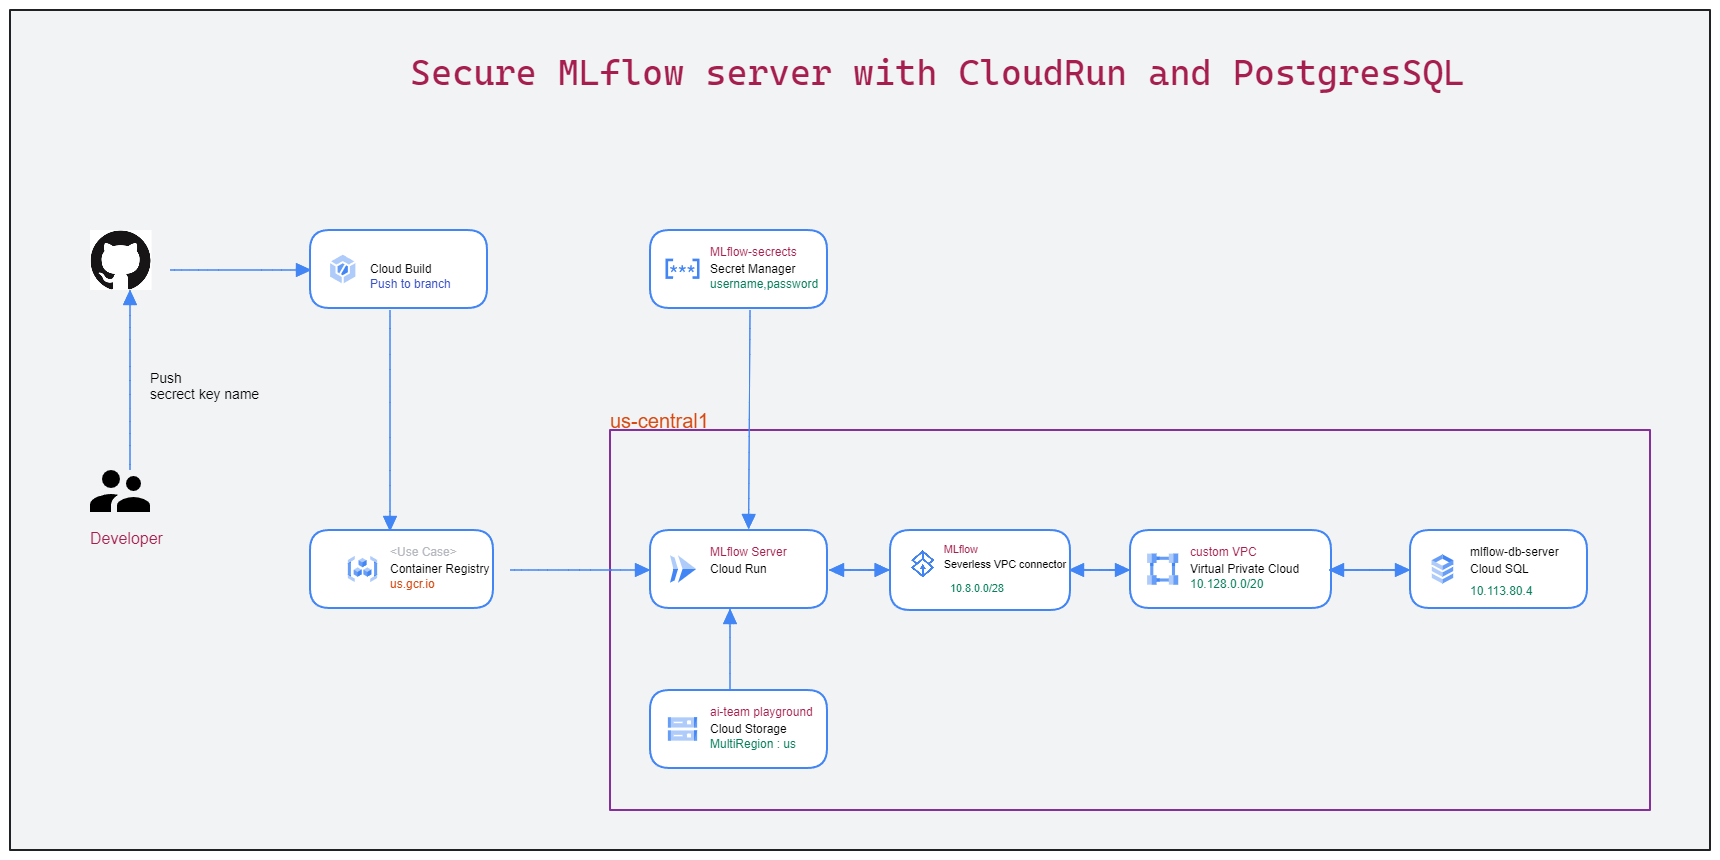 Secure MLflow server with CloudRun and PostgresSQL
Cloud Build
Push to branch
MLflow-secrects
Secret Manager
username,password
Push
secrect key name
Developer
us-central1
<Use Case>
Container Registry
us.gcr.io
MLflow Server
Cloud Run
MLflow
Severless VPC connector
10.8.0.0/28
custom VPC
Virtual Private Cloud
10.128.0.0/20
mlflow-db-server
Cloud SQL
10.113.80.4
ai-team playground
Cloud Storage
MultiRegion : us